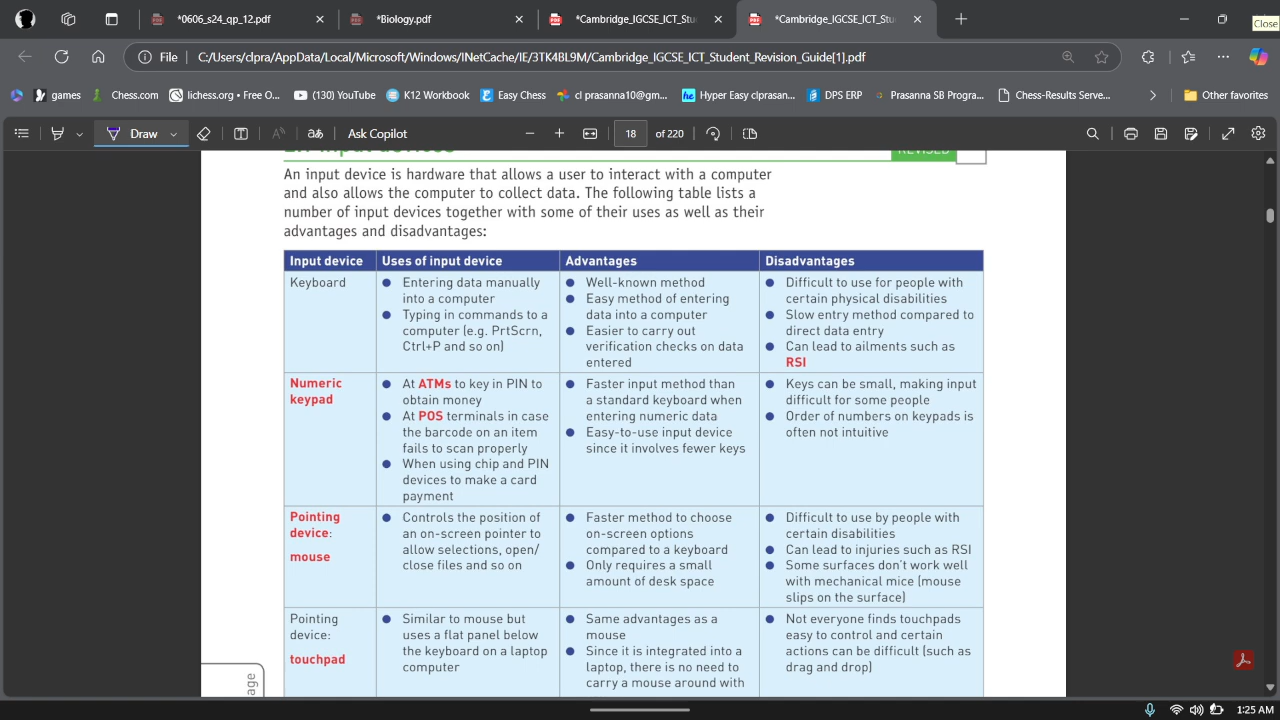 *0606_s24_qp_12.pdf
*Biology.pdf
*Cambridge_IGCSE_ICT_Stu
*Cambridge_IGCSE_ICT_Stu
Close
File
C:/Users/clpra/AppData/Local/Microsoft/Windows/INetCache/IE/3TK4BL9M/Cambridge_IGCSE_ICT_Student_Revision_Guide[1].pdf
games
Chess.com
lichess.org • Free O...
(130) YouTube
K12 Workbook
Easy Chess
cl prasanna10@gm...
Hyper Easy clprasan...
DPS ERP
Prasanna SB Progra...
Chess-Results Serve...
Other favorites
Draw
Ask Copilot
18
of 220
2.1 Input devices
REVISED
An input device is hardware that allows a user to interact with a computer
and also allows the computer to collect data. The following table lists a
number of input devices together with some of their uses as well as their
advantages and disadvantages:
Input device
Uses of input device
Advantages
Disadvantages
Keyboard
● Entering data manually
into a computer
● Typing in commands to a
computer (e.g. PrtScrn,
Ctrl+P and so on)
● Well-known method
● Easy method of entering
data into a computer
● Easier to carry out
verification checks on data
entered
● Difficult to use for people with
certain physical disabilities
● Slow entry method compared to
direct data entry
● Can lead to ailments such as
RSI
Numeric
keypad
● At ATMs to key in PIN to
obtain money
● At POS terminals in case
the barcode on an item
fails to scan properly
● When using chip and PIN
devices to make a card
payment
● Faster input method than
a standard keyboard when
entering numeric data
● Easy-to-use input device
since it involves fewer keys
● Keys can be small, making input
difficult for some people
● Order of numbers on keypads is
often not intuitive
Pointing
device:
mouse
● Controls the position of
an on-screen pointer to
allow selections, open/
close files and so on
● Faster method to choose
on-screen options
compared to a keyboard
● Only requires a small
amount of desk space
● Difficult to use by people with
certain disabilities
● Can lead to injuries such as RSI
● Some surfaces don't work well
with mechanical mice (mouse
slips on the surface)
Pointing
device:
touchpad
● Similar to mouse but
uses a flat panel below
the keyboard on a laptop
computer
● Same advantages as a
mouse
● Since it is integrated into a
laptop, there is no need to
carry a mouse around with
● Not everyone finds touchpads
easy to control and certain
actions can be difficult (such as
drag and drop)
age
1:25 AM